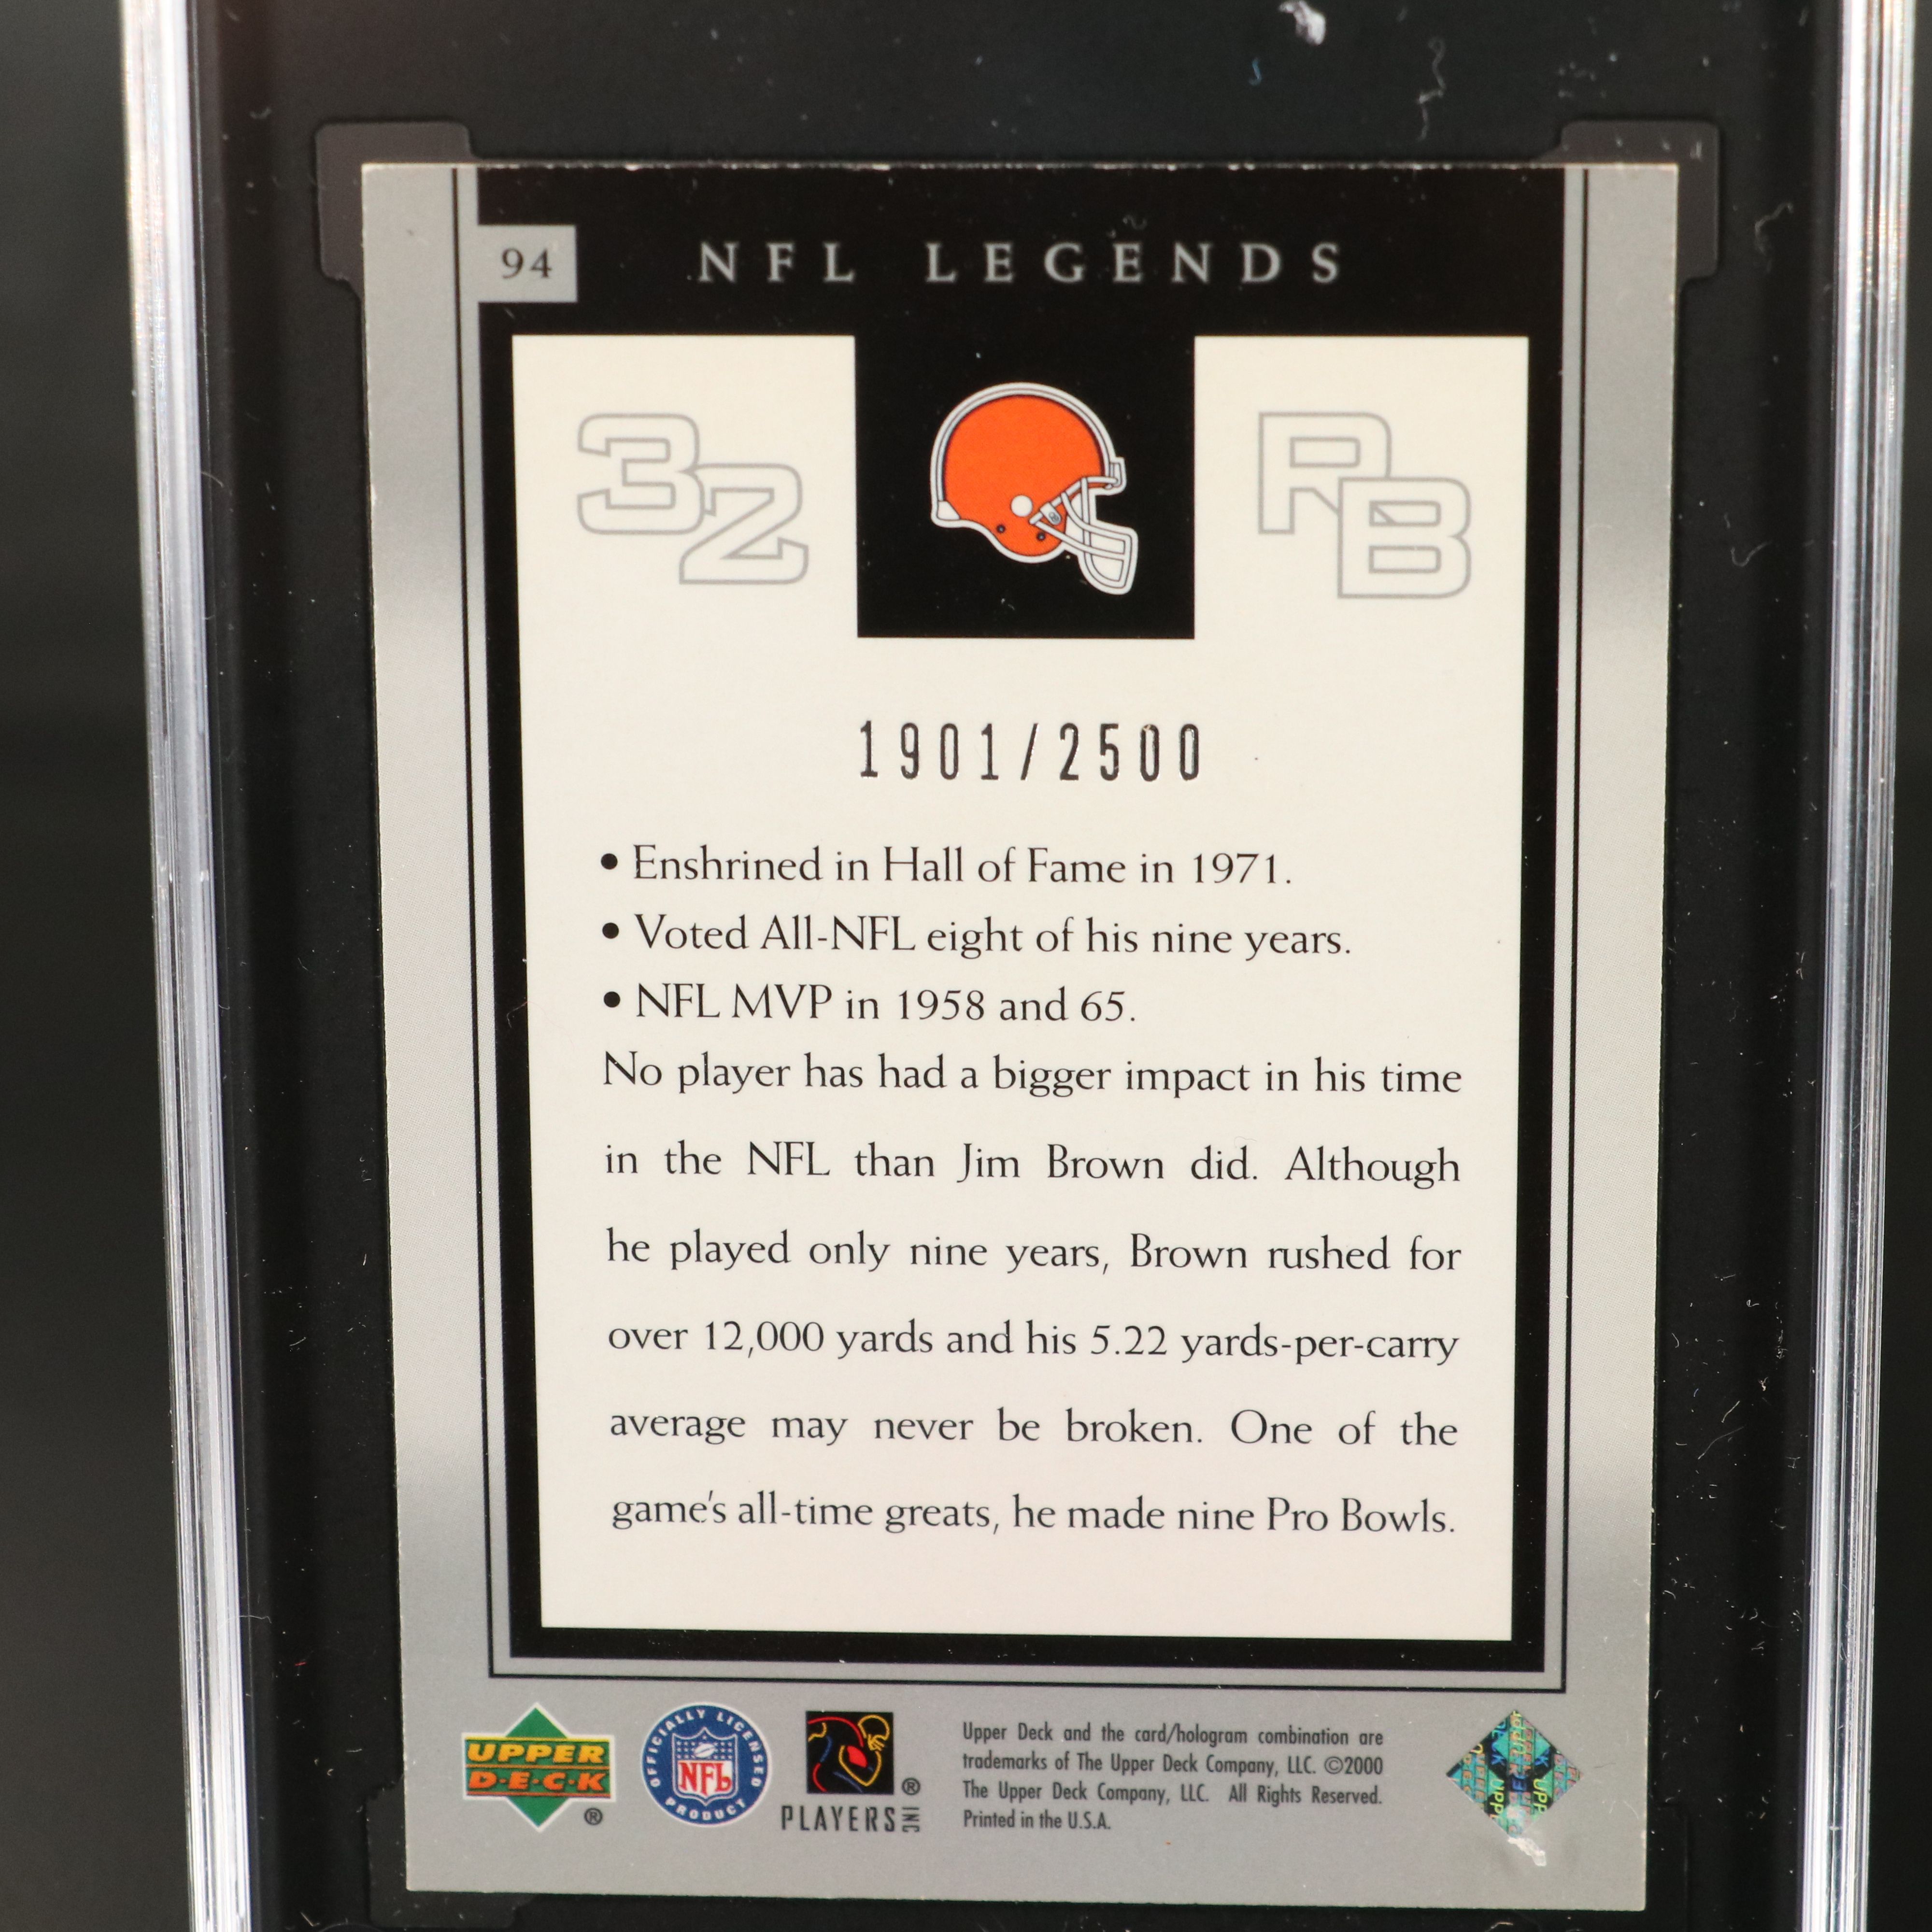 94
NFL LEGENDS
32
RB
1901/2500
• Enshrined in Hall of Fame in 1971.
• Voted All-NFL eight of his nine years.
• NFL MVP in 1958 and 65.
No player has had a bigger impact in his time
in the NFL than Jim Brown did. Although
he played only nine years, Brown rushed for
over 12,000 yards and his 5.22 yards-per-carry
average may never be broken. One of the
game's all-time greats, he made nine Pro Bowls.
UPPER
D·E·C·K
®
OFFICIALLY LICENSED
NFL
PRODUCT
®
PLAYERS INC
Upper Deck and the card/hologram combination are
trademarks of The Upper Deck Company, LLC. ©2000
The Upper Deck Company, LLC. All Rights Reserved.
Printed in the U.S.A.